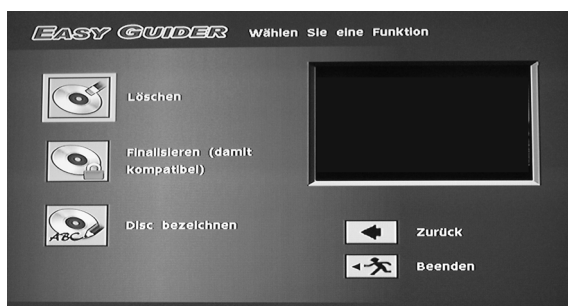 EASY GUIDER Wählen Sie eine Funktion
Löschen
Finalisieren (damit
kompatibel)
ABC
Disc bezeichnen
Zurück
Beenden